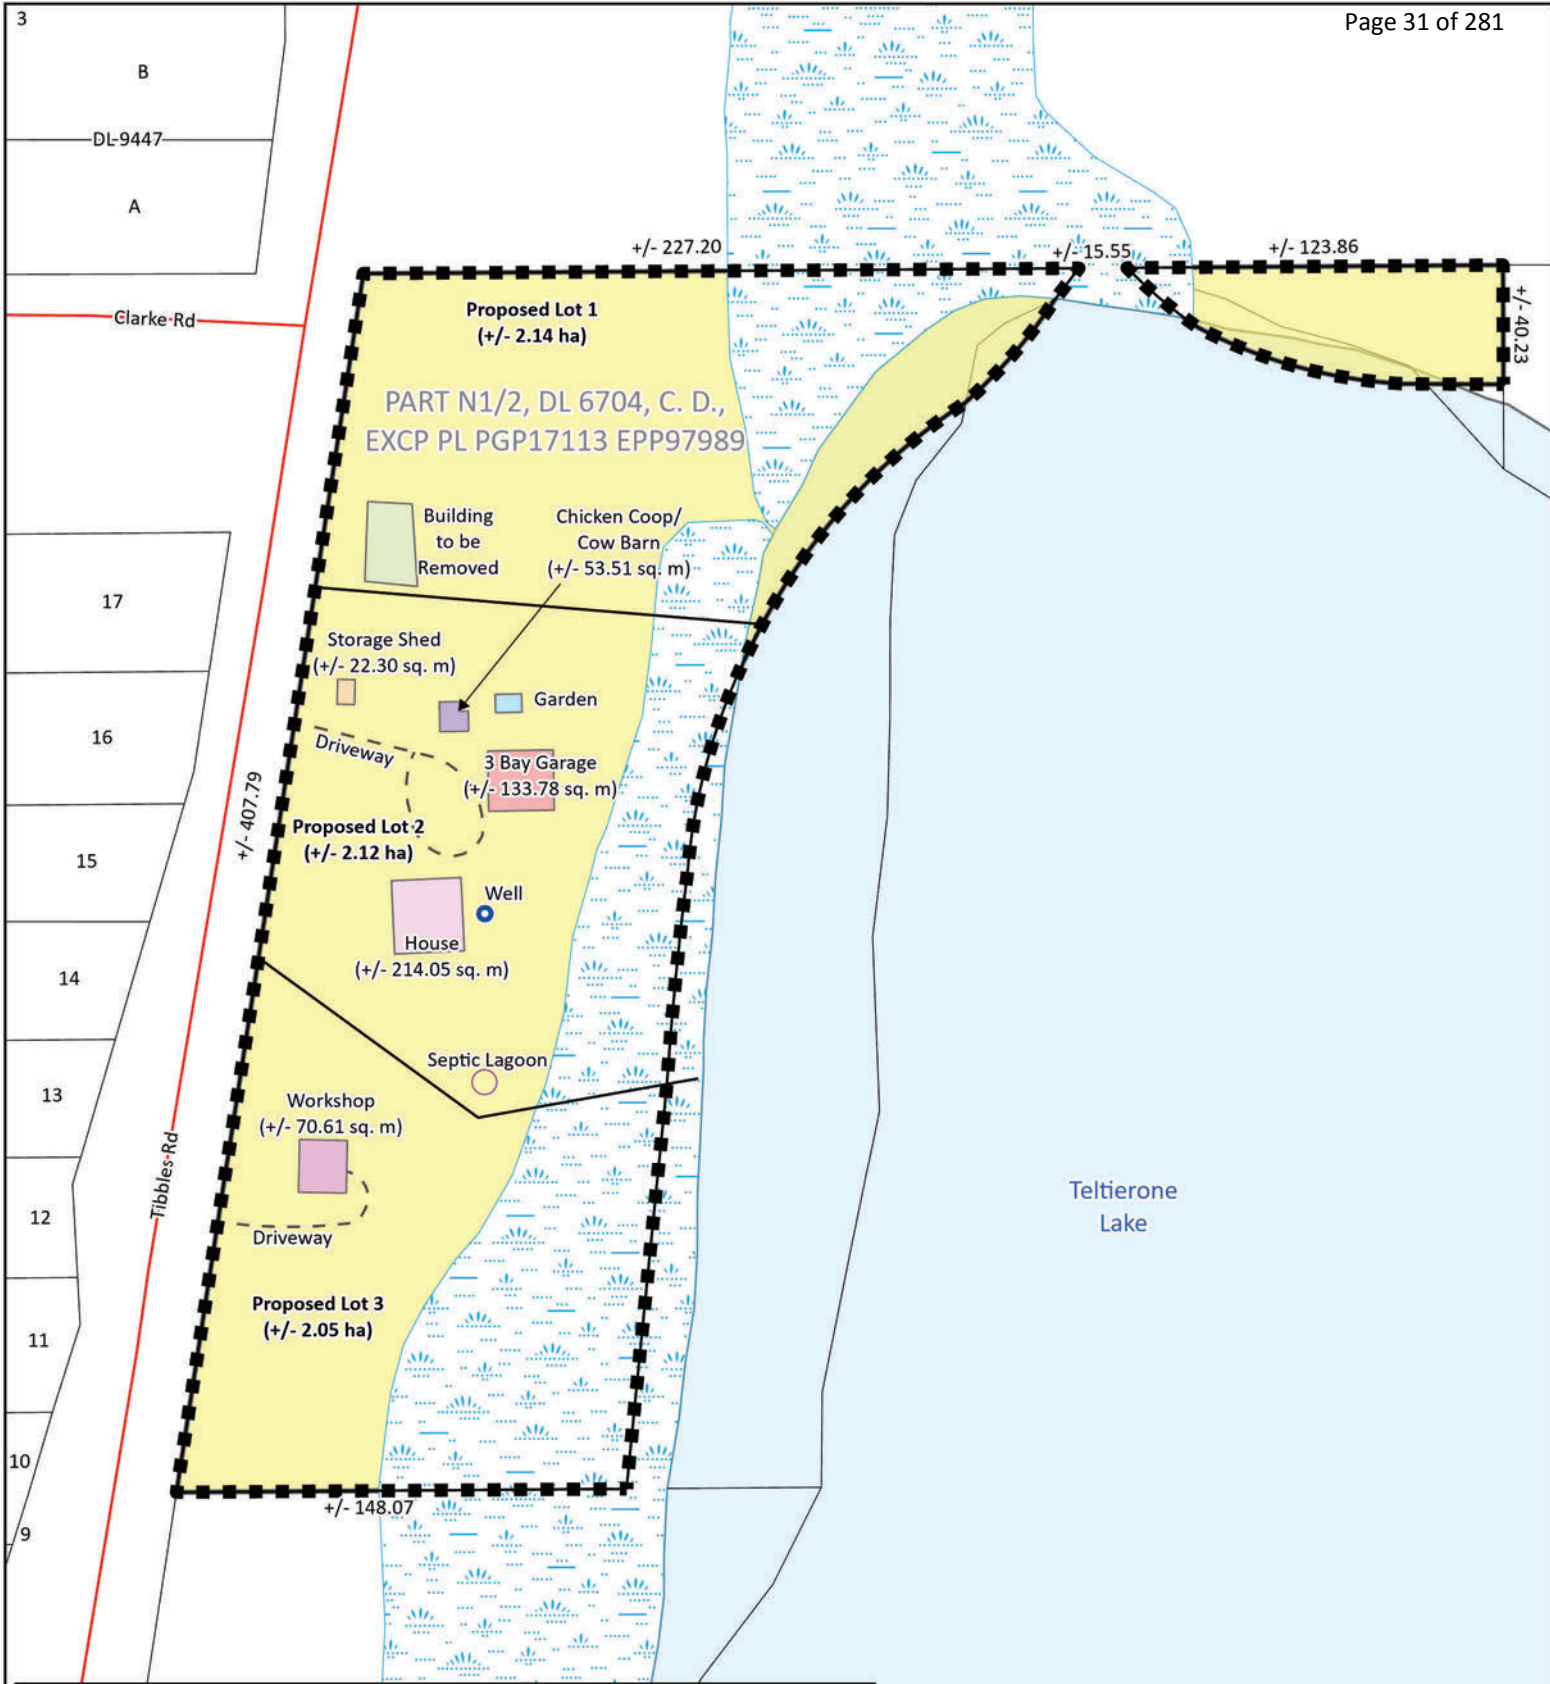 3
Page 31 of 281
B
DL 9447
A
+/- 227.20
+/- 15.55
+/- 123.86
+/- 40.23
Clarke Rd
Proposed Lot 1
(+/- 2.14 ha)
PART N1/2, DL 6704, C. D.,
EXCP PL PGP17113 EPP97989
Building
to be
Removed
Chicken Coop/
Cow Barn
(+/- 53.51 sq. m)
17
Storage Shed
(+/- 22.30 sq. m)
Garden
16
Driveway
3 Bay Garage
(+/- 133.78 sq. m)
+/- 407.79
Proposed Lot 2
(+/- 2.12 ha)
15
Well
House
(+/- 214.05 sq. m)
14
Septic Lagoon
13
Workshop
(+/- 70.61 sq. m)
Tibbles Rd
Teltierone
Lake
12
Driveway
Proposed Lot 3
(+/- 2.05 ha)
11
10
+/- 148.07
9